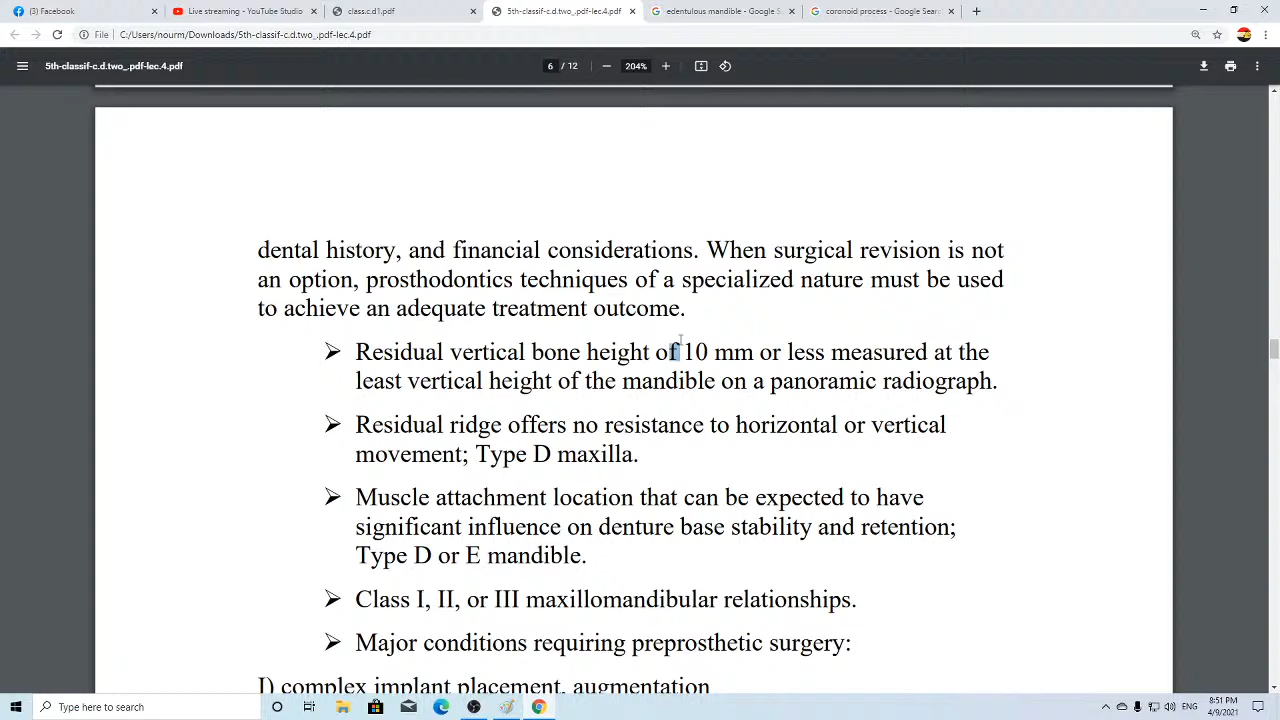 (3) Facebook
Live streaming - YouTube Studio
class.c.d1.pdf
5th-classif-c.d.two_.pdf-lec.4.pdf
edentulous mandible - Google S
coronoid prscess - Google Sear
File
C:/Users/nourm/Downloads/5th-classif-c.d.two_.pdf-lec.4.pdf
5th-classif-c.d.two_.pdf-lec.4.pdf
6 / 12
204%
dental history, and financial considerations. When surgical revision is not
an option, prosthodontics techniques of a specialized nature must be used
to achieve an adequate treatment outcome.
➢ Residual vertical bone height of 10 mm or less measured at the
least vertical height of the mandible on a panoramic radiograph.
➢ Residual ridge offers no resistance to horizontal or vertical
movement; Type D maxilla.
➢ Muscle attachment location that can be expected to have
significant influence on denture base stability and retention;
Type D or E mandible.
➢ Class I, II, or III maxillomandibular relationships.
➢ Major conditions requiring preprosthetic surgery:
I) complex implant placement, augmentation
Type here to search
ENG
8:51 PM
4/9/2021